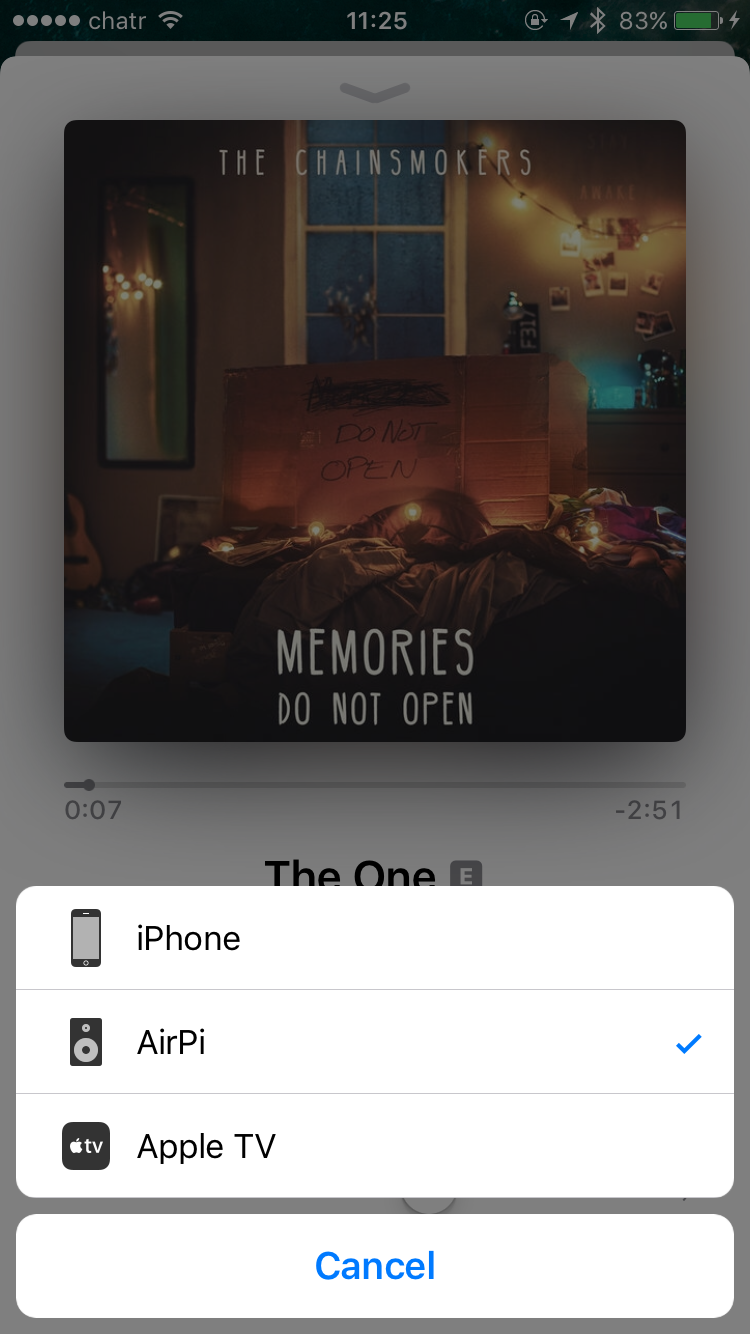 chatr 11:25 83%
THE CHAINSMOKERS
AWAKE
F317
DO NOT
OPEN
MEMORIES
DO NOT OPEN
0:07 -2:51
The One E
iPhone
AirPi
tv Apple TV
Cancel